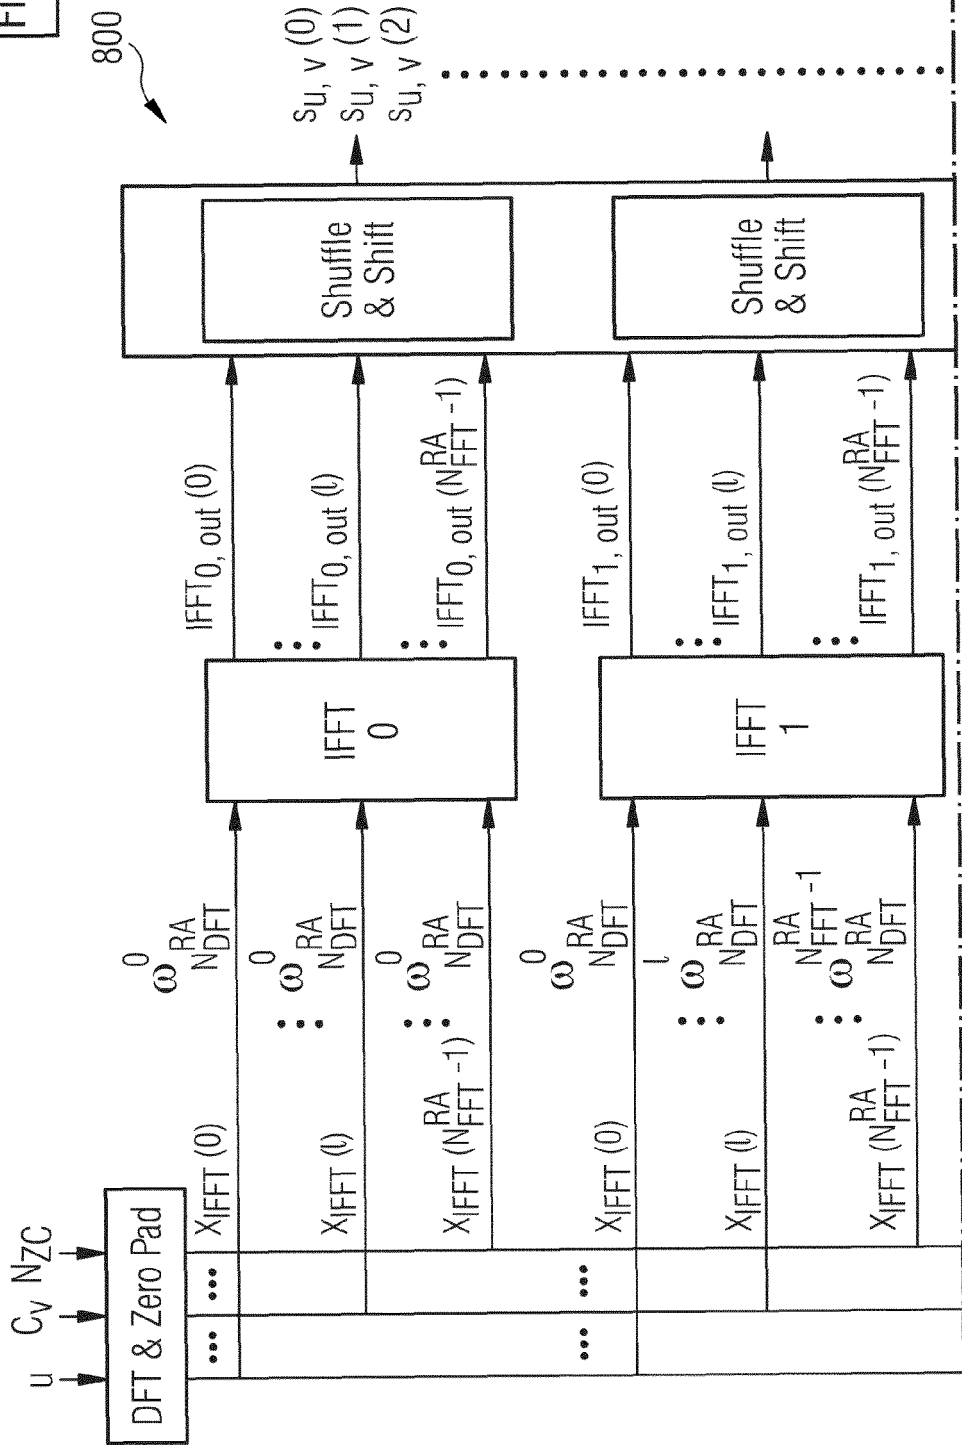 800
u
C_v
N_ZC
DFT & Zero Pad
X_IFFT (0)
ω^0_{N^RA_DFT}
X_IFFT (l)
ω^0_{N^RA_DFT}
X_IFFT (N^RA_FFT -1)
ω^0_{N^RA_DFT}
IFFT
0
IFFT_0, out (0)
IFFT_0, out (l)
IFFT_0, out (N^RA_FFT -1)
Shuffle
& Shift
s_u, v (0)
s_u, v (1)
s_u, v (2)
X_IFFT (0)
ω^0_{N^RA_DFT}
X_IFFT (l)
ω^l_{N^RA_DFT}
X_IFFT (N^RA_FFT -1)
ω^{N^RA_FFT -1}_{N^RA_DFT}
IFFT
1
IFFT_1, out (0)
IFFT_1, out (l)
IFFT_1, out (N^RA_FFT -1)
Shuffle
& Shift